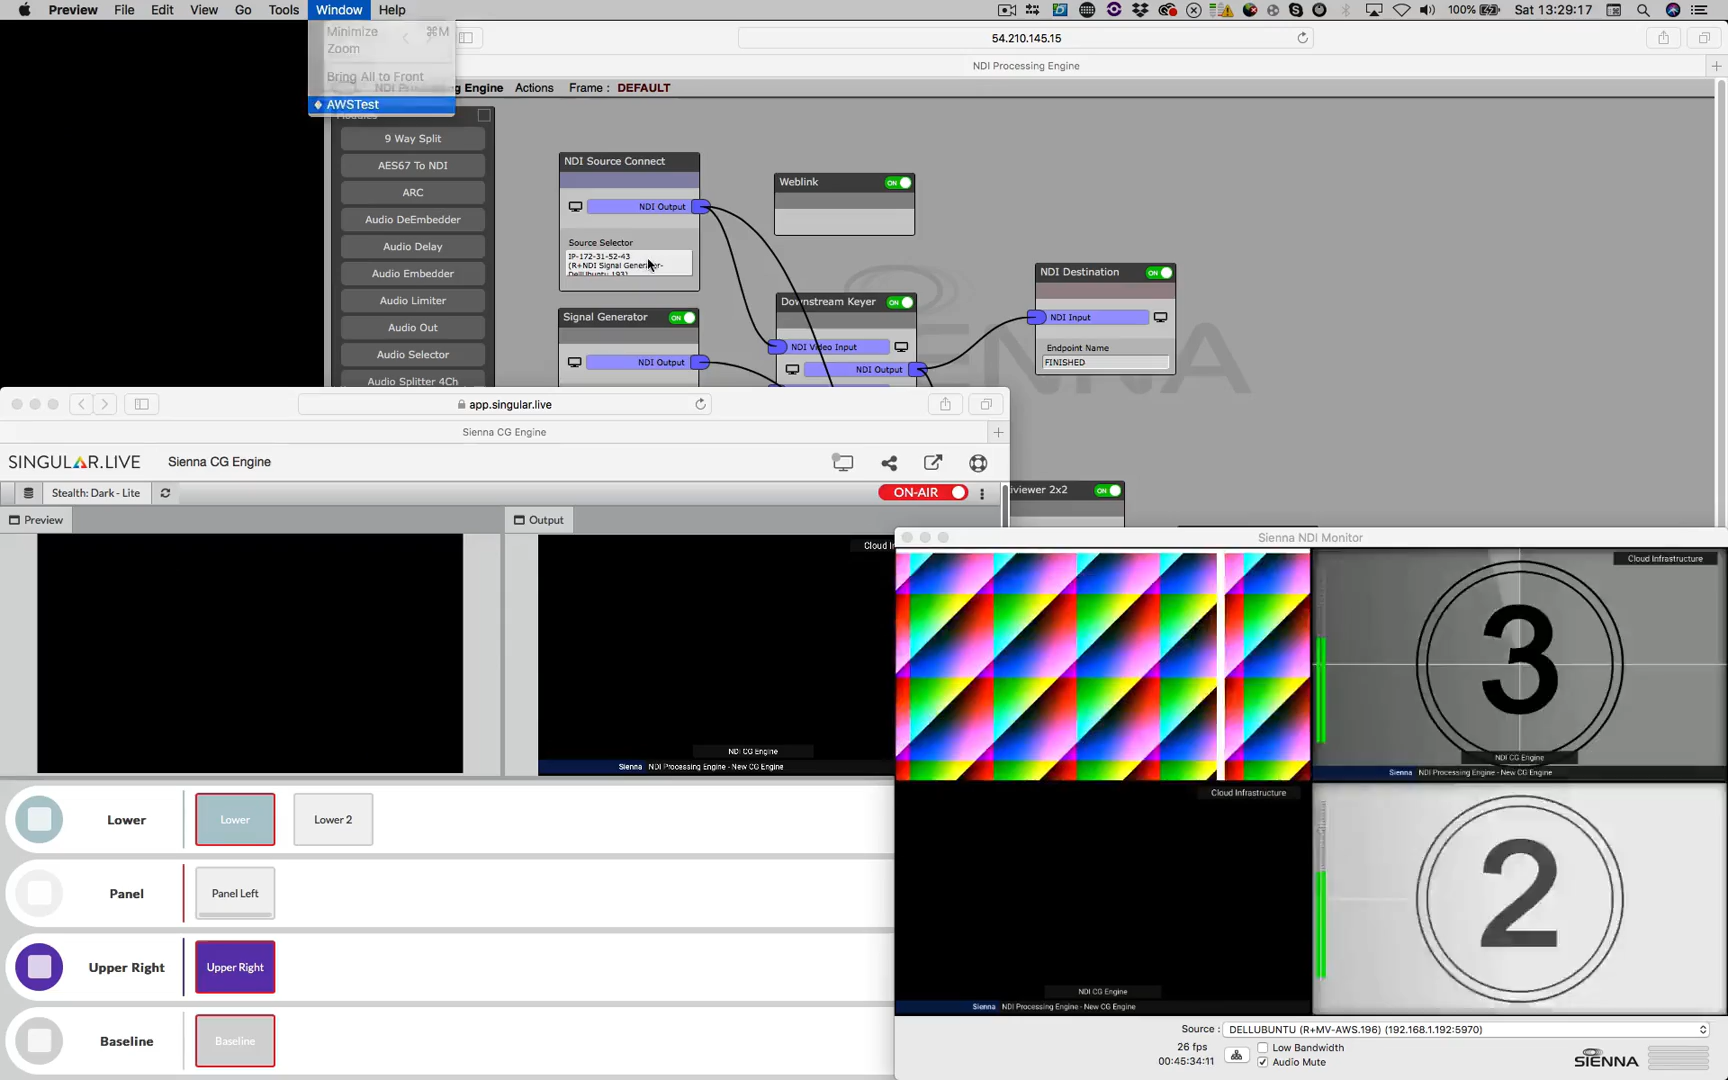 Preview File Edit View Go Tools Window Help
100% Sat 13:29:17
Minimize ⌘M
Zoom
Bring All to Front
AWSTest
54.210.145.15
NDI Processing Engine
Engine Actions Frame : DEFAULT
Modules
9 Way Split
AES67 To NDI
ARC
Audio DeEmbedder
Audio Delay
Audio Embedder
Audio Limiter
Audio Out
Audio Selector
Audio Splitter 4Ch
NDI Source Connect
NDI Output
Source Selector
IP-172-31-52-43
(R+NDI Signal Generator-
Signal Generator ON
NDI Output
Weblink ON
Downstream Keyer ON
NDI Video Input
NDI Output
NDI Destination ON
NDI Input
Endpoint Name
FINISHED
SIENNA
iviewer 2x2 ON
app.singular.live
Sienna CG Engine
SINGULAR.LIVE Sienna CG Engine
Stealth: Dark - Lite
ON-AIR
Preview
Output
Cloud In
NDI CG Engine
Sienna NDI Processing Engine - New CG Engine
Lower Lower Lower 2
Panel Panel Left
Upper Right Upper Right
Baseline Baseline
Sienna NDI Monitor
Cloud Infrastructure
3
NDI CG Engine
Sienna NDI Processing Engine - New CG Engine
Cloud Infrastructure
NDI CG Engine
Sienna NDI Processing Engine - New CG Engine
2
Source : DELLUBUNTU (R+MV-AWS.196) (192.168.1.192:5970)
26 fps
00:45:34:11
Low Bandwidth
Audio Mute
SIENNA